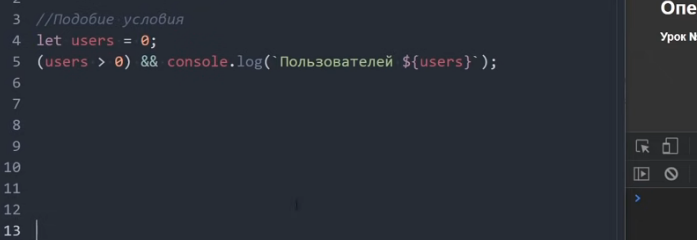 Опе
Урок №
3 //Подобие условия
4 let users = 0;
5 (users > 0) && console.log(`Пользователей ${users}`);
6
7
8
9
10
11
12
13